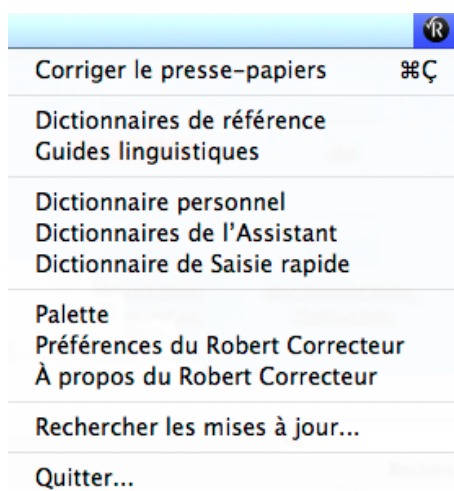 R
Corriger le presse-papiers ⌘Ç
Dictionnaires de référence
Guides linguistiques
Dictionnaire personnel
Dictionnaires de l'Assistant
Dictionnaire de Saisie rapide
Palette
Préférences du Robert Correcteur
À propos du Robert Correcteur
Rechercher les mises à jour...
Quitter...